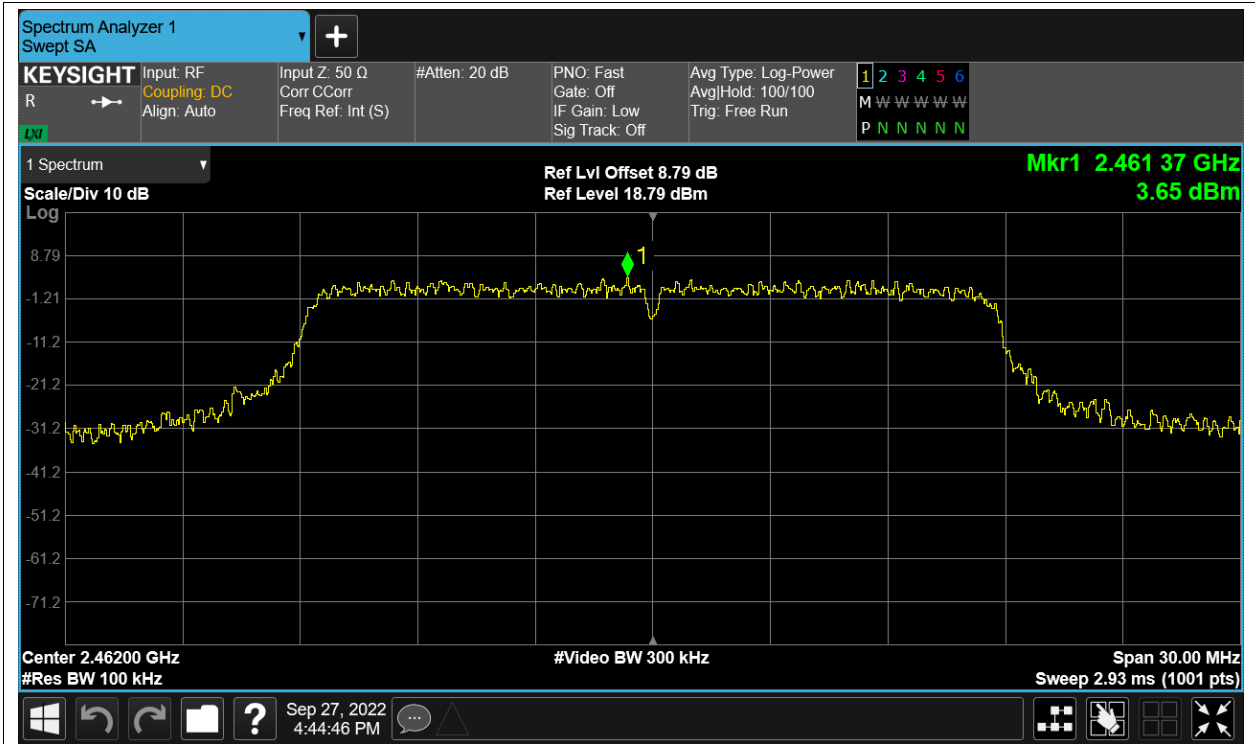 Spectrum Analyzer 1
Swept SA
+
KEYSIGHT
R
LXI
Input: RF
Coupling: DC
Align: Auto
Input Z: 50 Ω
Corr CCorr
Freq Ref: Int (S)
#Atten: 20 dB
PNO: Fast
Gate: Off
IF Gain: Low
Sig Track: Off
Avg Type: Log-Power
Avg|Hold: 100/100
Trig: Free Run
1 2 3 4 5 6
M W W W W W
P N N N N N
1 Spectrum
Scale/Div 10 dB
Log
Ref Lvl Offset 8.79 dB
Ref Level 18.79 dBm
Mkr1 2.461 37 GHz
3.65 dBm
1
8.79
-1.21
-11.2
-21.2
-31.2
-41.2
-51.2
-61.2
-71.2
Center 2.46200 GHz
#Res BW 100 kHz
#Video BW 300 kHz
Span 30.00 MHz
Sweep 2.93 ms (1001 pts)
?
Sep 27, 2022
4:44:46 PM